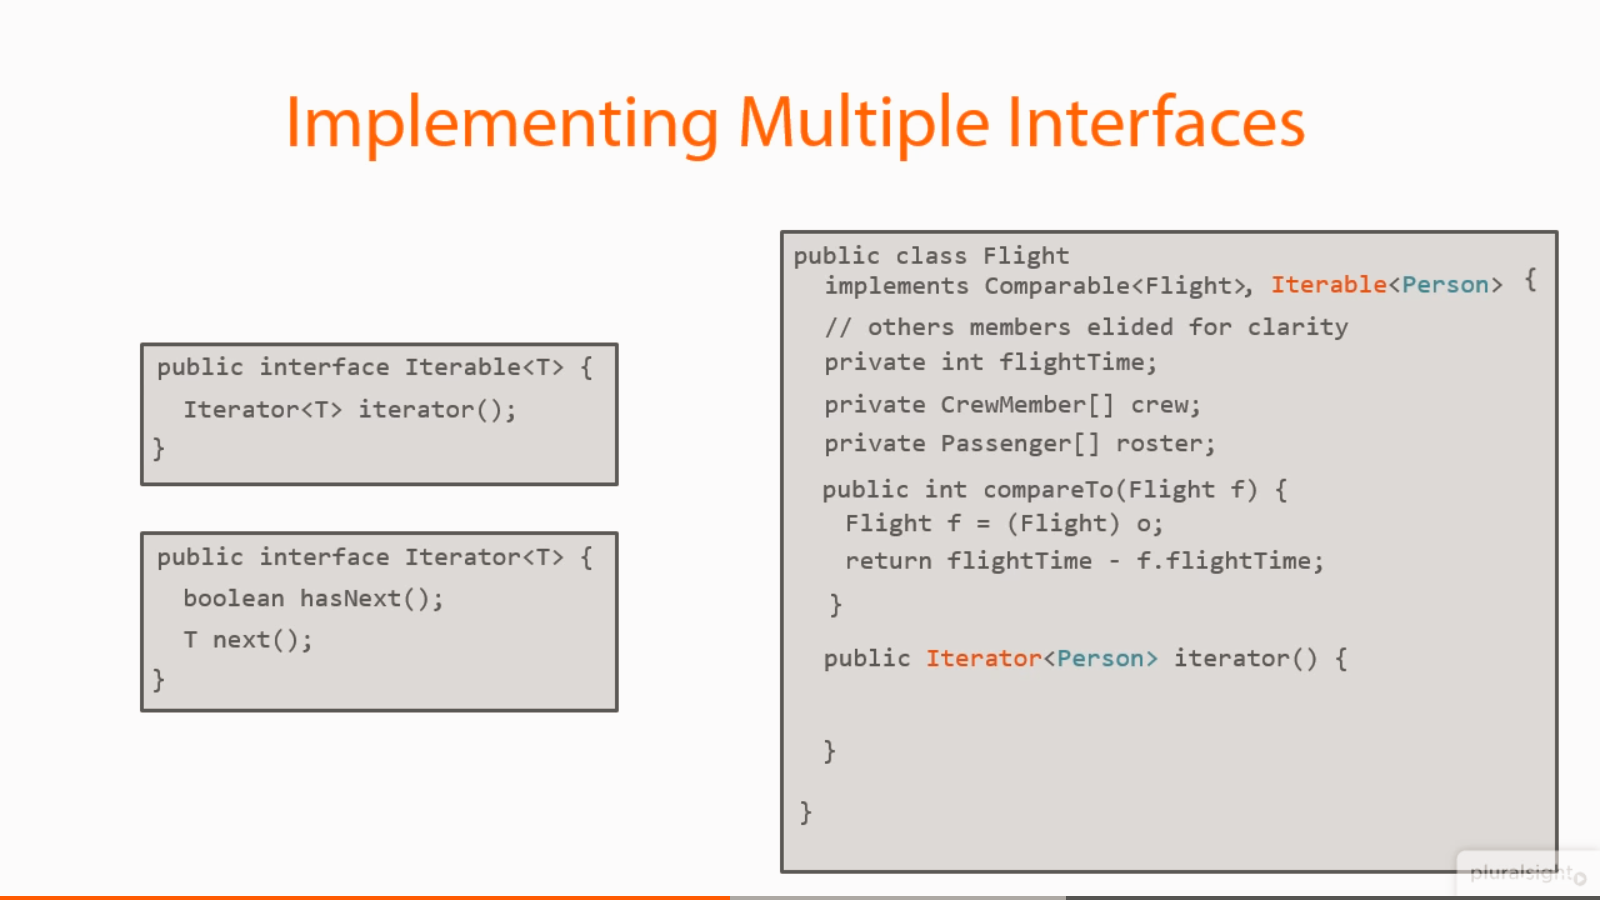 Implementing Multiple Interfaces
public interface Iterable<T> {
Iterator<T> iterator();
}
public interface Iterator<T> {
boolean hasNext();
T next();
}
public class Flight
implements Comparable<Flight>, Iterable<Person> {
// others members elided for clarity
private int flightTime;
private CrewMember[] crew;
private Passenger[] roster;
public int compareTo(Flight f) {
Flight f = (Flight) o;
return flightTime - f.flightTime;
}
public Iterator<Person> iterator() {
}
}
pluralsight